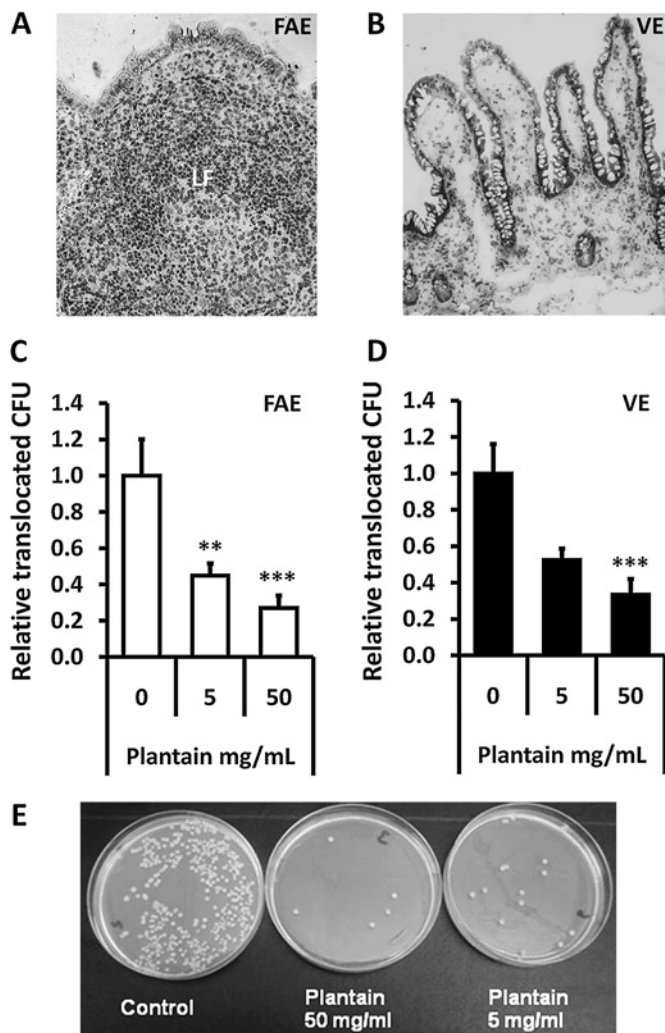 A
FAE
LF
B
VE
C
FAE
Relative translocated CFU
1.4
1.2
1.0
0.8
0.6
0.4
0.2
0.0
**
***
0 5 50
Plantain mg/mL
D
VE
Relative translocated CFU
1.4
1.2
1.0
0.8
0.6
0.4
0.2
0.0
***
0 5 50
Plantain mg/mL
E
Control
Plantain
50 mg/ml
Plantain
5 mg/ml